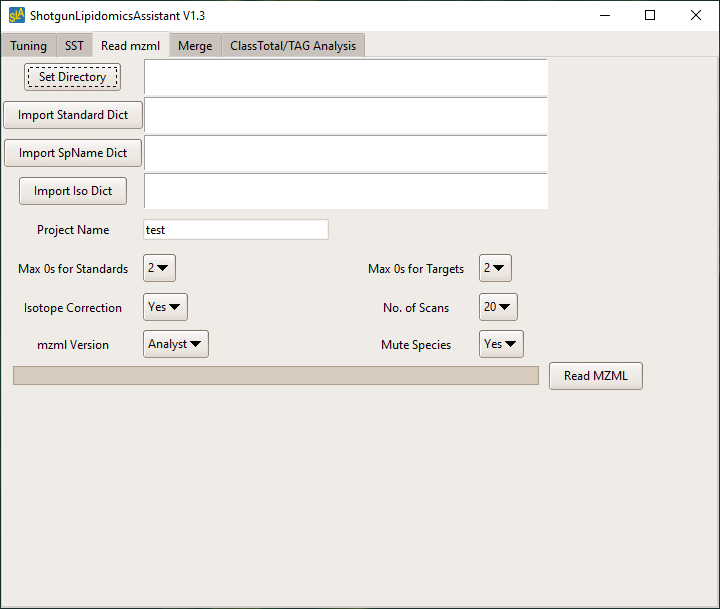 SLA ShotgunLipidomicsAssistant V1.3
Tuning SST Read mzml Merge ClassTotal/TAG Analysis
Set Directory
Import Standard Dict
Import SpName Dict
Import Iso Dict
Project Name test
Max 0s for Standards 2 Max 0s for Targets 2
Isotope Correction Yes No. of Scans 20
mzml Version Analyst Mute Species Yes
Read MZML